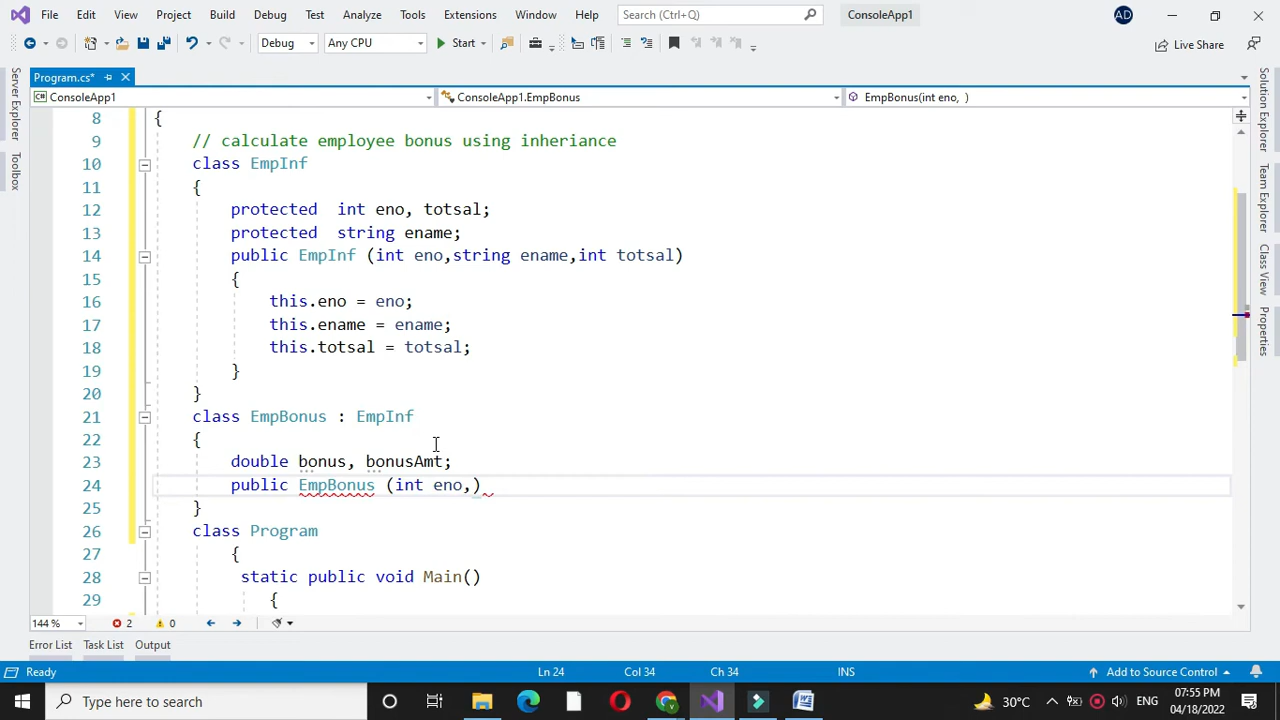 File Edit View Project Build Debug Test Analyze Tools Extensions Window Help Search (Ctrl+Q) ConsoleApp1 AD
Debug Any CPU Start Live Share
Program.cs*
ConsoleApp1 ConsoleApp1.EmpBonus EmpBonus(int eno, )
Server Explorer
Toolbox
Solution Explorer
Team Explorer
Class View
Properties
8 {
9 // calculate employee bonus using inheriance
10 class EmpInf
11 {
12 protected  int eno, totsal;
13 protected  string ename;
14 public EmpInf (int eno,string ename,int totsal)
15 {
16 this.eno = eno;
17 this.ename = ename;
18 this.totsal = totsal;
19 }
20 }
21 class EmpBonus : EmpInf
22 {
23 double bonus, bonusAmt;
24 public EmpBonus (int eno,)
25 }
26 class Program
27 {
28 static public void Main()
29 {
144 % 2 0
Error List Task List Output
Ready Ln 24 Col 34 Ch 34 INS Add to Source Control
Type here to search 30°C ENG 07:55 PM
04/18/2022